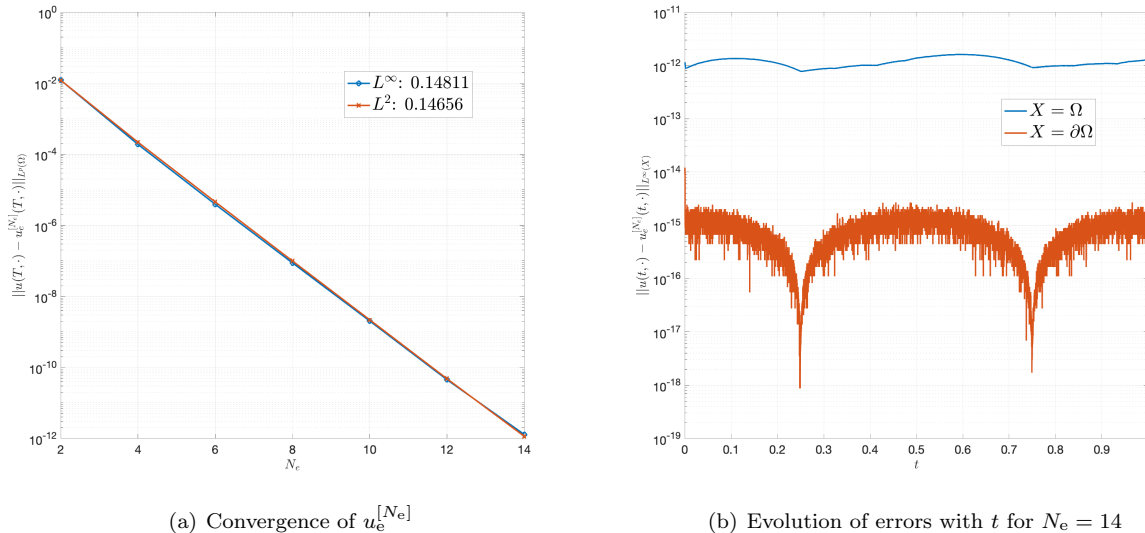 10^0
10^-2
10^-4
10^-6
10^-8
10^-10
10^-12
||u(T, ·) − u_e^{[N_e]}(T, ·)||_{L^p(Ω)}
L^∞: 0.14811
L^2: 0.14656
2 4 6 8 10 12 14
N_e
(a) Convergence of u_e^{[N_e]}
10^-11
10^-12
10^-13
10^-14
10^-15
10^-16
10^-17
10^-18
10^-19
||u(t, ·) − u_e^{[N_e]}(t, ·)||_{L^∞(X)}
X = Ω
X = ∂Ω
0 0.1 0.2 0.3 0.4 0.5 0.6 0.7 0.8 0.9
t
(b) Evolution of errors with t for N_e = 14